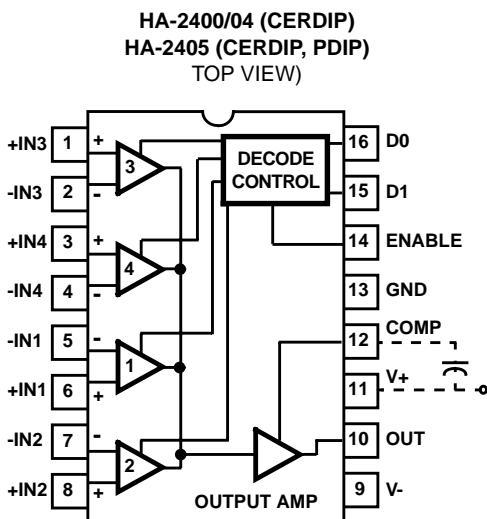 HA-2400/04 (CERDIP)
HA-2405 (CERDIP, PDIP)
TOP VIEW)
+IN3 1 + 3 DECODE CONTROL 16 D0
-IN3 2 - 15 D1
+IN4 3 + 4 14 ENABLE
-IN4 4 - 13 GND
-IN1 5 - 1 12 COMP
+IN1 6 + 11 V+
-IN2 7 - 2 10 OUT
+IN2 8 + OUTPUT AMP 9 V-